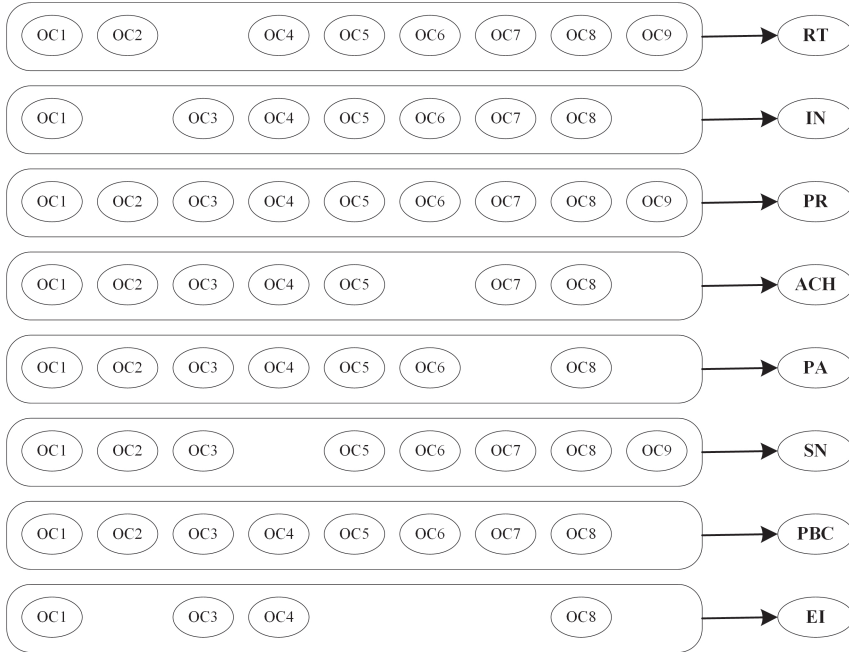 OC1 OC2 OC4 OC5 OC6 OC7 OC8 OC9 RT
OC1 OC3 OC4 OC5 OC6 OC7 OC8 IN
OC1 OC2 OC3 OC4 OC5 OC6 OC7 OC8 OC9 PR
OC1 OC2 OC3 OC4 OC5 OC7 OC8 ACH
OC1 OC2 OC3 OC4 OC5 OC6 OC8 PA
OC1 OC2 OC3 OC5 OC6 OC7 OC8 OC9 SN
OC1 OC2 OC3 OC4 OC5 OC6 OC7 OC8 PBC
OC1 OC3 OC4 OC8 EI